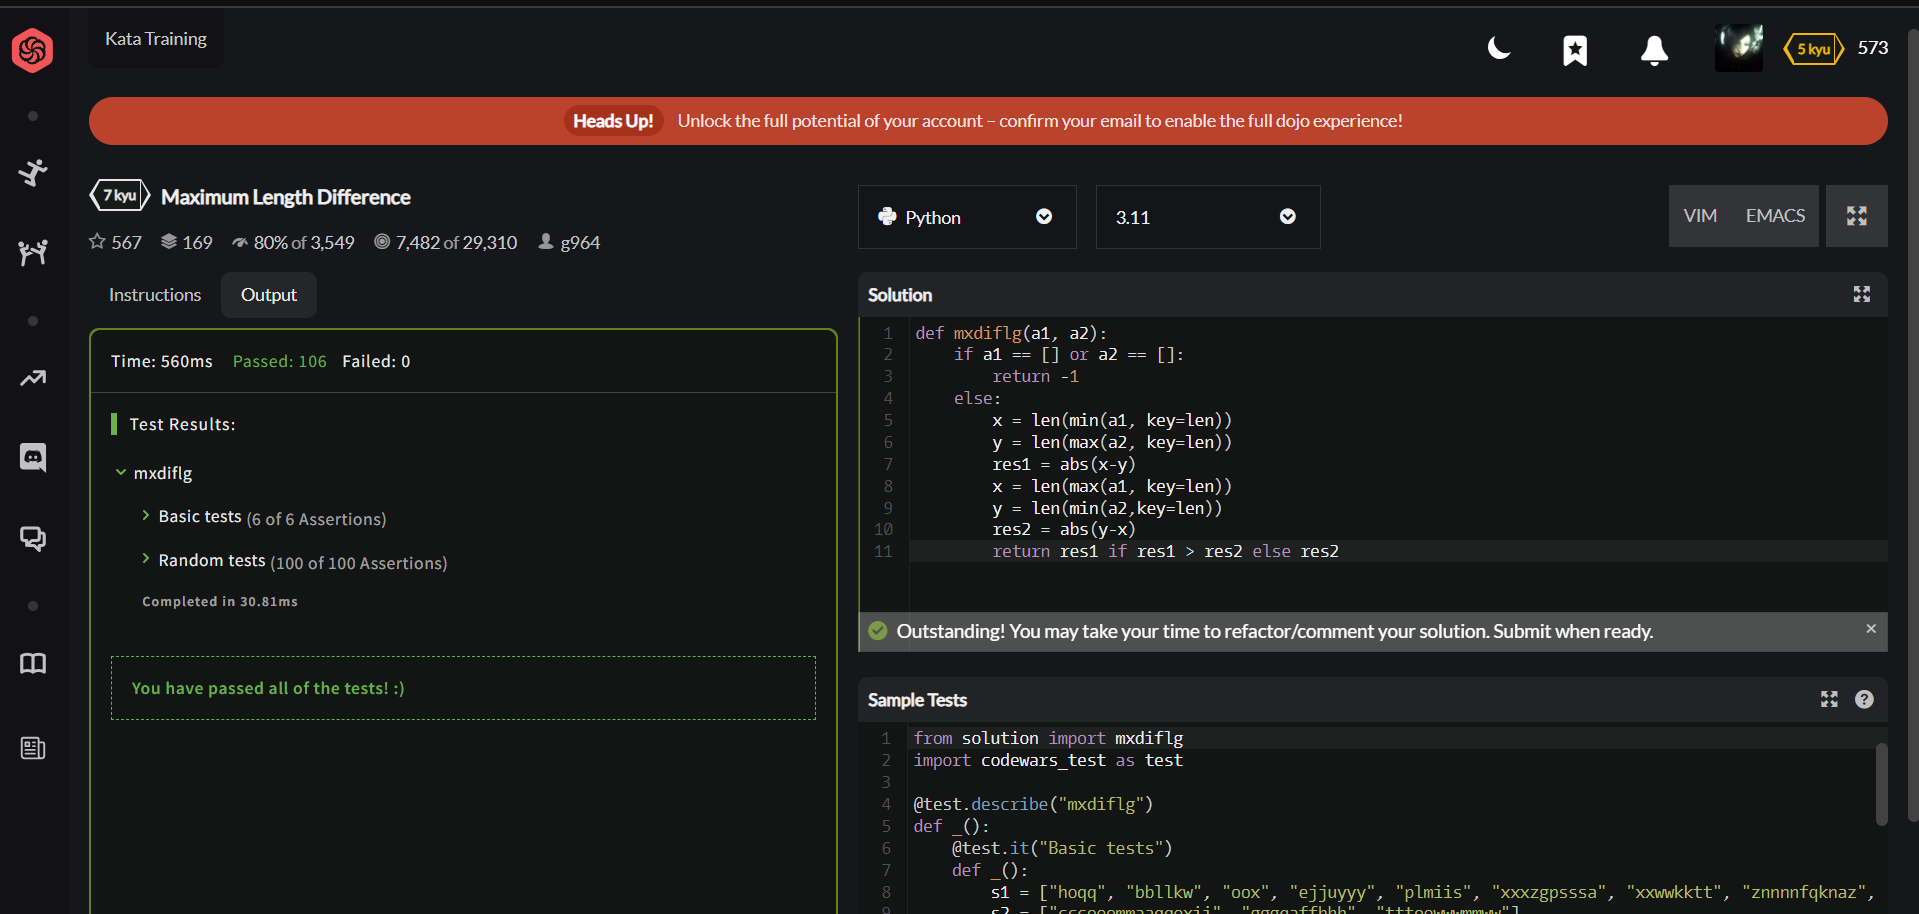 Kata Training
5 kyu 573
Heads Up! Unlock the full potential of your account – confirm your email to enable the full dojo experience!
7 kyu Maximum Length Difference
567 169 80% of 3,549 7,482 of 29,310 g964
Instructions Output
Time: 560ms Passed: 106 Failed: 0
Test Results:
mxdiflg
Basic tests (6 of 6 Assertions)
Random tests (100 of 100 Assertions)
Completed in 30.81ms
You have passed all of the tests! :)
Python 3.11 VIM EMACS
Solution
1 def mxdiflg(a1, a2):
2     if a1 == [] or a2 == []:
3         return -1
4     else:
5         x = len(min(a1, key=len))
6         y = len(max(a2, key=len))
7         res1 = abs(x-y)
8         x = len(max(a1, key=len))
9         y = len(min(a2,key=len))
10         res2 = abs(y-x)
11         return res1 if res1 > res2 else res2
Outstanding! You may take your time to refactor/comment your solution. Submit when ready.
Sample Tests
1 from solution import mxdiflg
2 import codewars_test as test
3
4 @test.describe("mxdiflg")
5 def _():
6     @test.it("Basic tests")
7     def _():
8         s1 = ["hoqq", "bbllkw", "oox", "ejjuyyy", "plmiis", "xxxzgpsssa", "xxwwkktt", "znnnnfqknaz",
9         s2 = ["cccooommaaqqoxii", "gggqaffhhh", "tttoowwwmmww"]